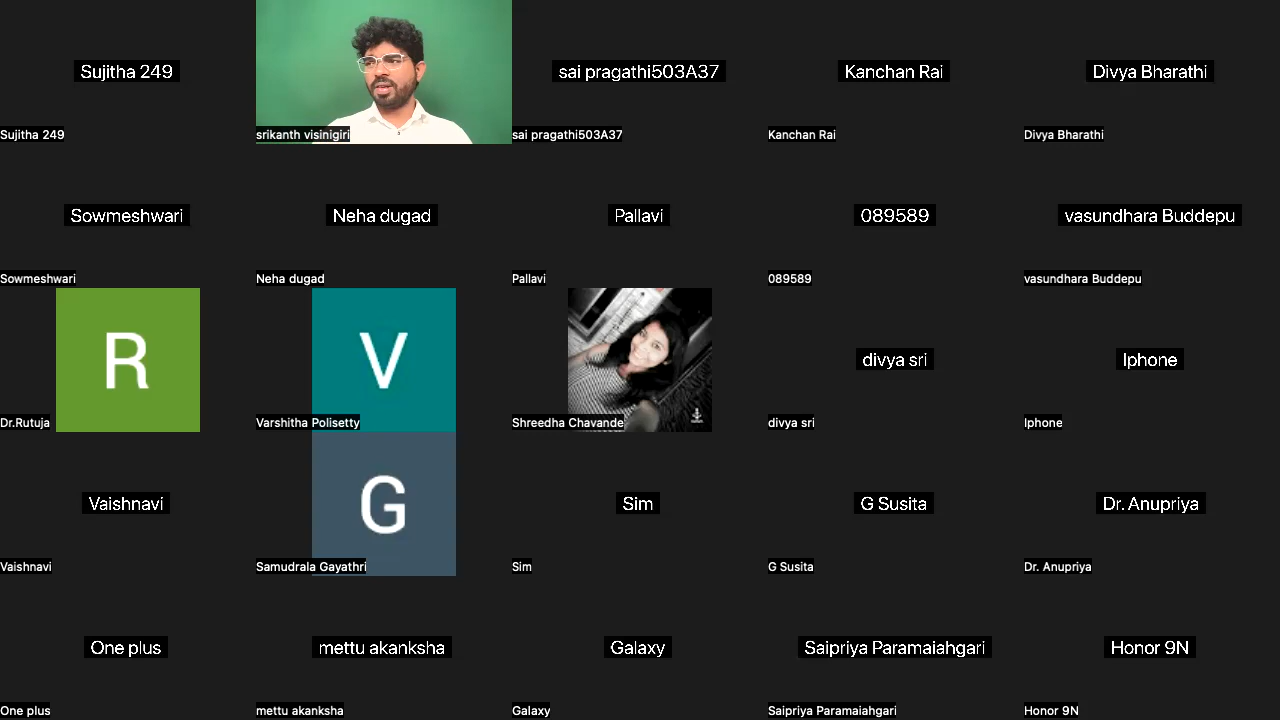 Sujitha 249
sai pragathi503A37
Kanchan Rai
Divya Bharathi
Sujitha 249
srikanth visinigiri
sai pragathi503A37
Kanchan Rai
Divya Bharathi
Sowmeshwari
Neha dugad
Pallavi
089589
vasundhara Buddepu
Sowmeshwari
Neha dugad
Pallavi
089589
vasundhara Buddepu
R
V
divya sri
Iphone
Dr.Rutuja
Varshitha Polisetty
Shreedha Chavande
divya sri
Iphone
Vaishnavi
G
Sim
G Susita
Dr. Anupriya
Vaishnavi
Samudrala Gayathri
Sim
G Susita
Dr. Anupriya
One plus
mettu akanksha
Galaxy
Saipriya Paramaiahgari
Honor 9N
One plus
mettu akanksha
Galaxy
Saipriya Paramaiahgari
Honor 9N